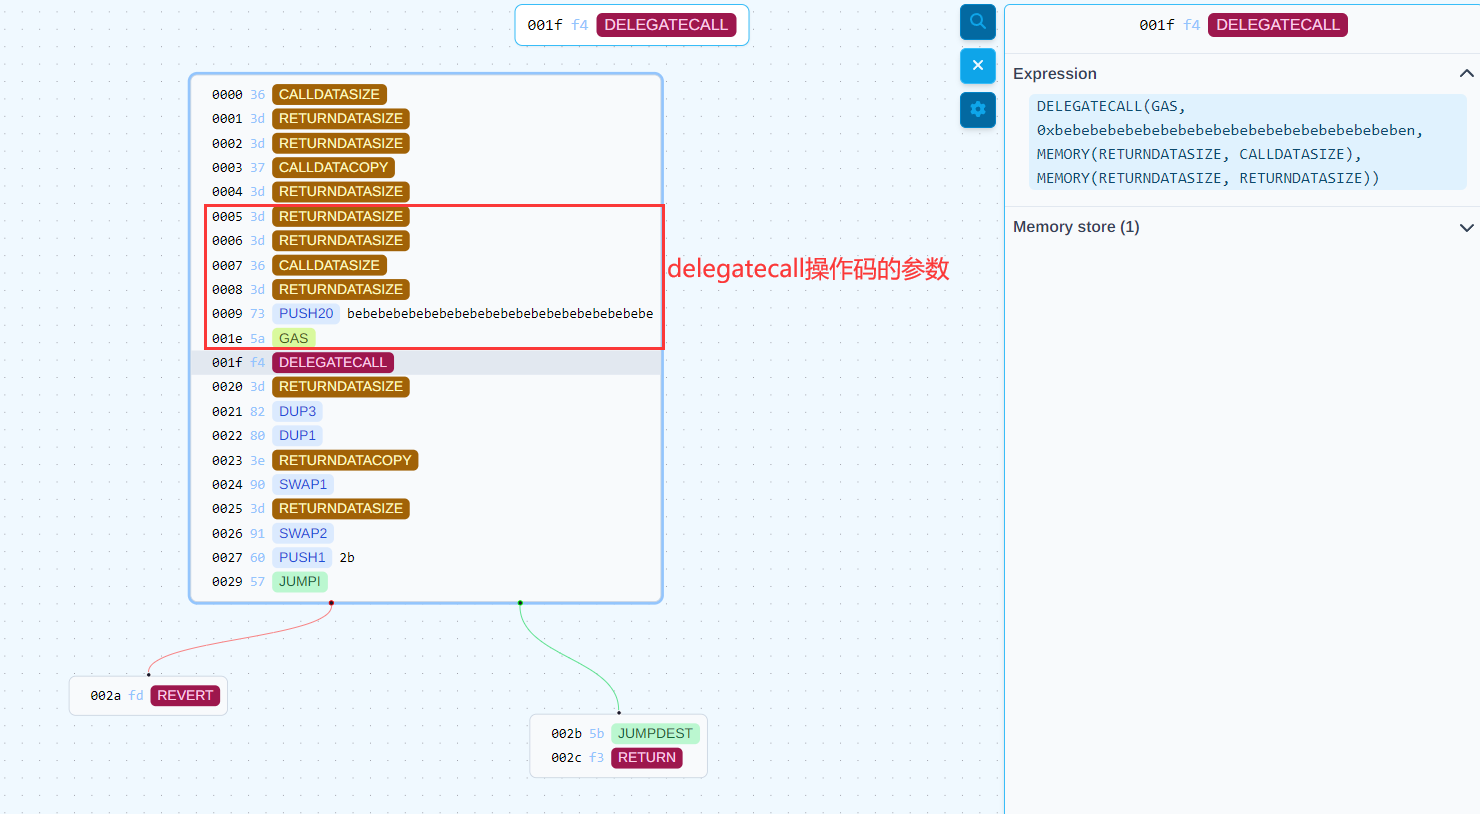 001f f4 DELEGATECALL
0000 36 CALLDATASIZE
0001 3d RETURNDATASIZE
0002 3d RETURNDATASIZE
0003 37 CALLDATACOPY
0004 3d RETURNDATASIZE
0005 3d RETURNDATASIZE
0006 3d RETURNDATASIZE
0007 36 CALLDATASIZE
0008 3d RETURNDATASIZE
0009 73 PUSH20 bebebebebebebebebebebebebebebebebebebebe
001e 5a GAS
001f f4 DELEGATECALL
0020 3d RETURNDATASIZE
0021 82 DUP3
0022 80 DUP1
0023 3e RETURNDATACOPY
0024 90 SWAP1
0025 3d RETURNDATASIZE
0026 91 SWAP2
0027 60 PUSH1 2b
0029 57 JUMPI
delegatecall操作码的参数
002a fd REVERT
002b 5b JUMPDEST
002c f3 RETURN
001f f4 DELEGATECALL
Expression
DELEGATECALL(GAS,
0xbebebebebebebebebebebebebebebebebebebeben,
MEMORY(RETURNDATASIZE, CALLDATASIZE),
MEMORY(RETURNDATASIZE, RETURNDATASIZE))
Memory store (1)